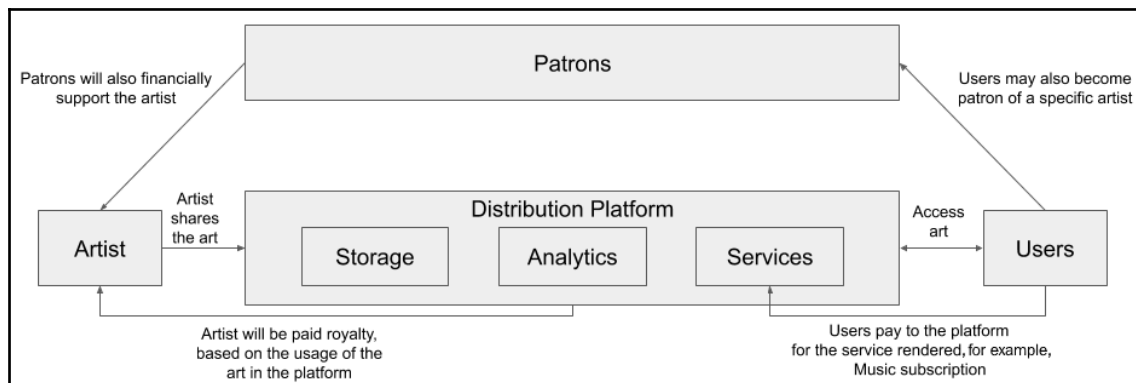 Patrons
Patrons will also financially
support the artist
Users may also become
patron of a specific artist
Artist
shares
the art
Distribution Platform
Access
art
Artist
Storage
Analytics
Services
Users
Artist will be paid royalty,
based on the usage of the
art in the platform
Users pay to the platform
for the service rendered, for example,
Music subscription